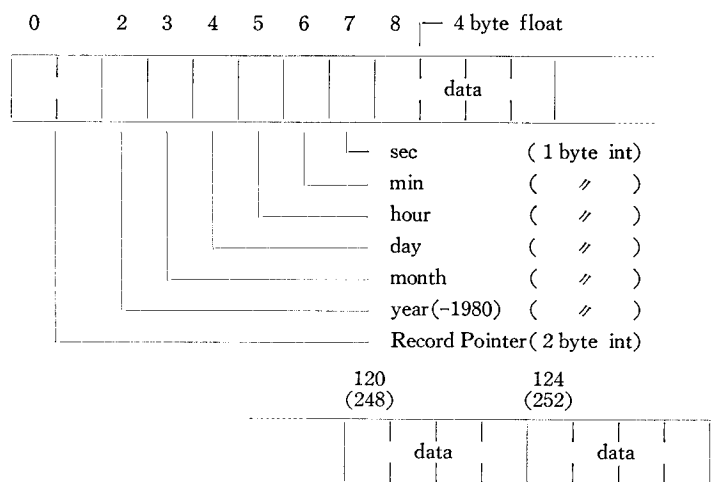 0 2 3 4 5 6 7 8 4 byte float
data
sec (1 byte int)
min ( 〃 )
hour ( 〃 )
day ( 〃 )
month ( 〃 )
year(-1980) ( 〃 )
Record Pointer(2 byte int)
120 124
(248) (252)
data data